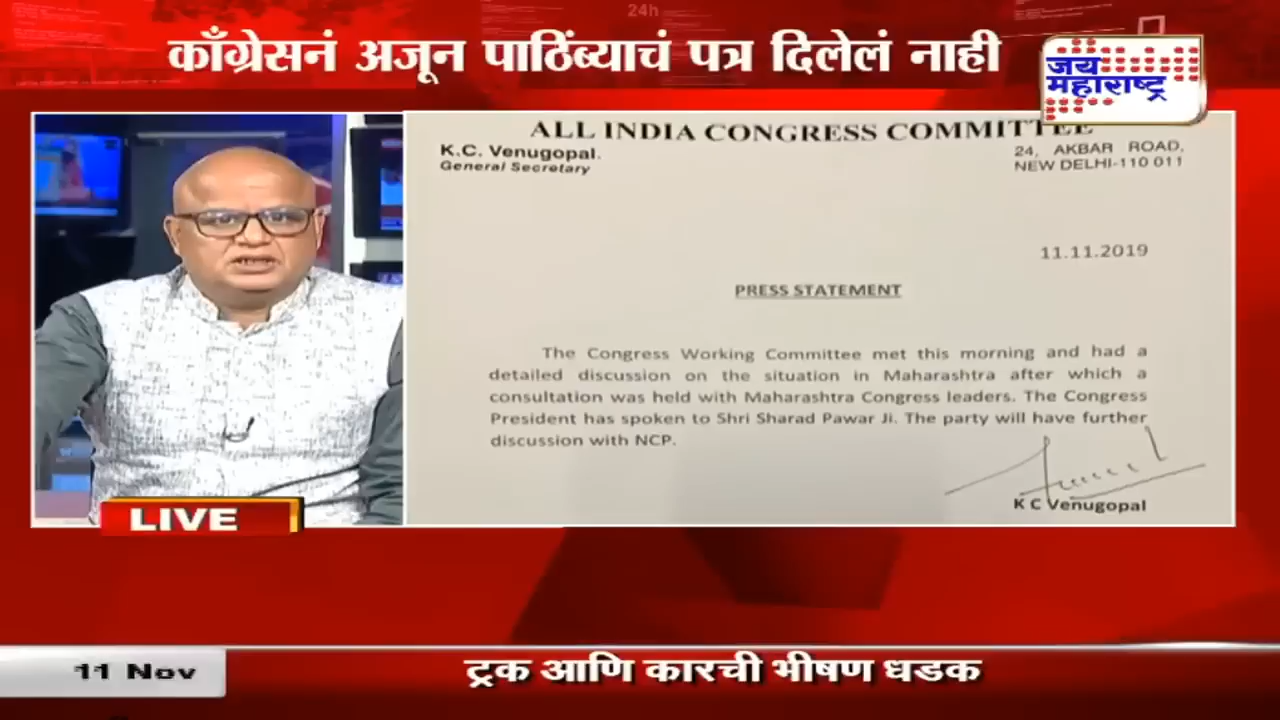 24h
काँग्रेसनं अजून पाठिंब्याचं पत्र दिलेलं नाही
जय
महाराष्ट्र
ALL INDIA CONGRESS COMMITTEE
K.C. Venugopal.
General Secretary
24, AKBAR ROAD,
NEW DELHI-110 011
11.11.2019
PRESS STATEMENT
The Congress Working Committee met this morning and had a
detailed discussion on the situation in Maharashtra after which a
consultation was held with Maharashtra Congress leaders. The Congress
President has spoken to Shri Sharad Pawar Ji. The party will have further
discussion with NCP.
K C Venugopal
LIVE
11 Nov
ट्रक आणि कारची भीषण धडक